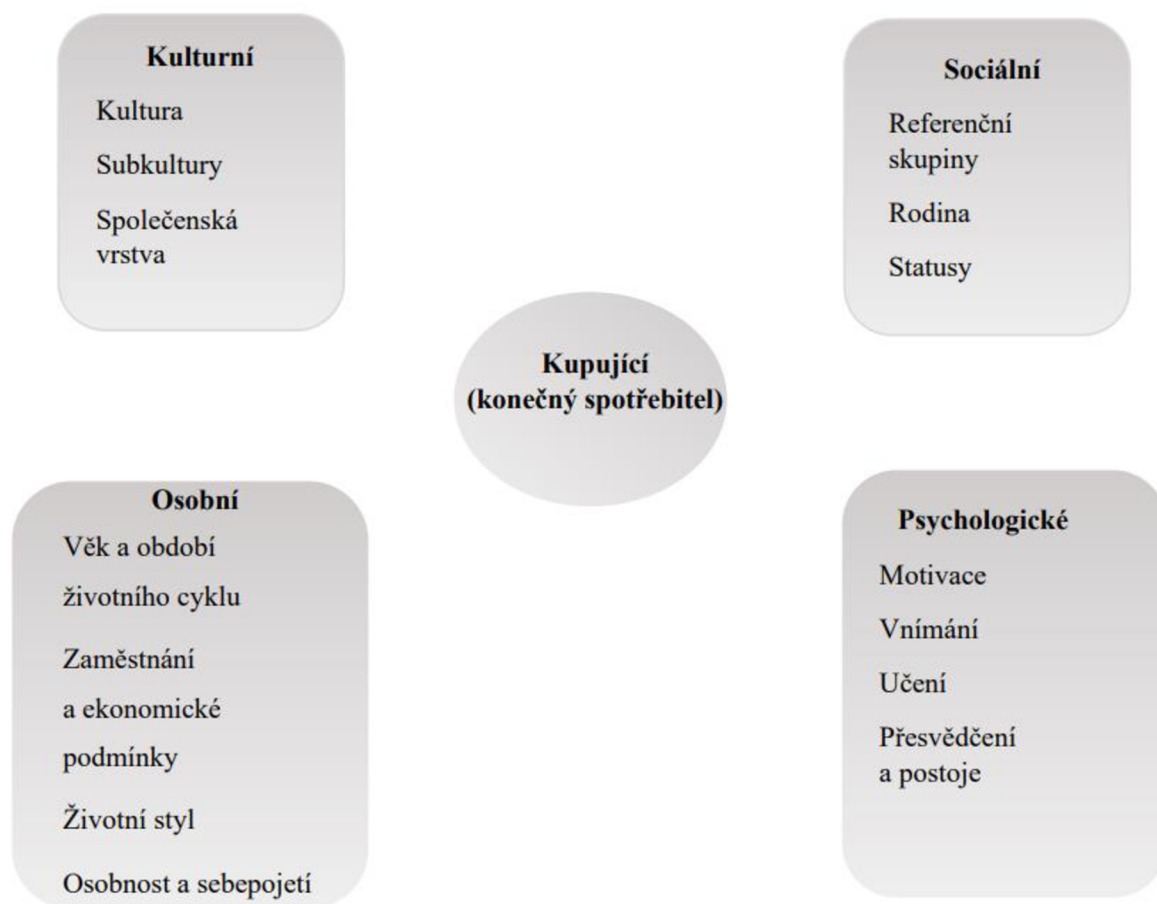 Kulturní
Kultura
Subkultury
Společenská
vrstva
Sociální
Referenční
skupiny
Rodina
Statusy
Kupující
(konečný spotřebitel)
Osobní
Věk a období
životního cyklu
Zaměstnání
a ekonomické
podmínky
Životní styl
Osobnost a sebepojetí
Psychologické
Motivace
Vnímání
Učení
Přesvědčení
a postoje